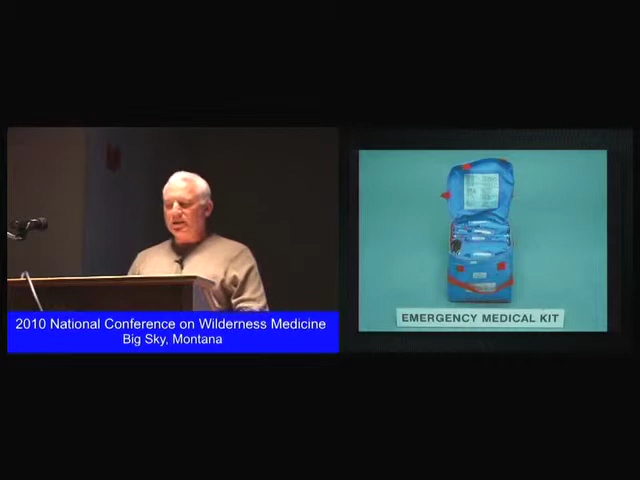 2010 National Conference on Wilderness Medicine
Big Sky, Montana
EMERGENCY MEDICAL KIT